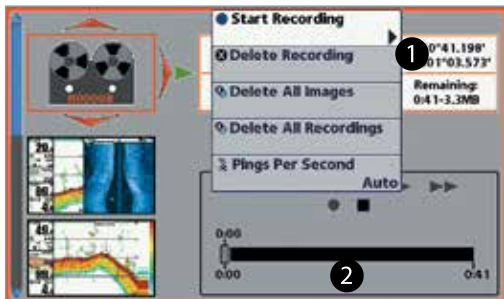 Start Recording
Delete Recording
Delete All Images
Delete All Recordings
Pings Per Second
Auto
1
0°41.198'
01°03.573'
Remaining:
0:41-3.3MB
20
40
0:00
0:00
0:41
2